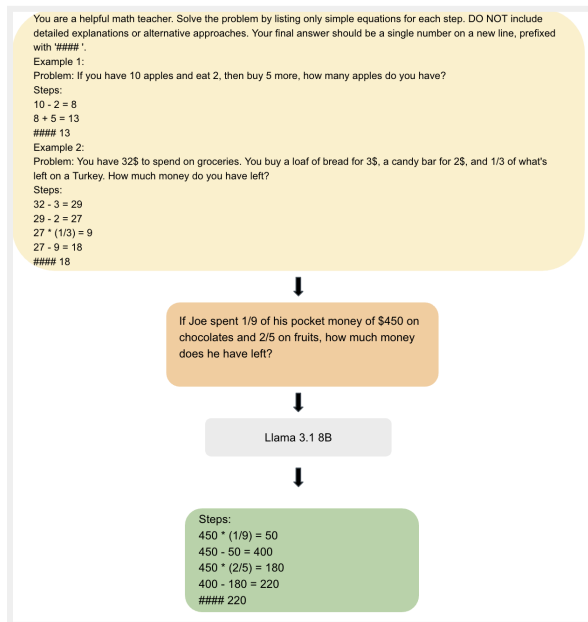 You are a helpful math teacher. Solve the problem by listing only simple equations for each step. DO NOT include
detailed explanations or alternative approaches. Your final answer should be a single number on a new line, prefixed
with '#### '.
Example 1:
Problem: If you have 10 apples and eat 2, then buy 5 more, how many apples do you have?
Steps:
10 - 2 = 8
8 + 5 = 13
#### 13
Example 2:
Problem: You have 32$ to spend on groceries. You buy a loaf of bread for 3$, a candy bar for 2$, and 1/3 of what's
left on a Turkey. How much money do you have left?
Steps:
32 - 3 = 29
29 - 2 = 27
27 * (1/3) = 9
27 - 9 = 18
#### 18
If Joe spent 1/9 of his pocket money of $450 on
chocolates and 2/5 on fruits, how much money
does he have left?
Llama 3.1 8B
Steps:
450 * (1/9) = 50
450 - 50 = 400
450 * (2/5) = 180
400 - 180 = 220
#### 220